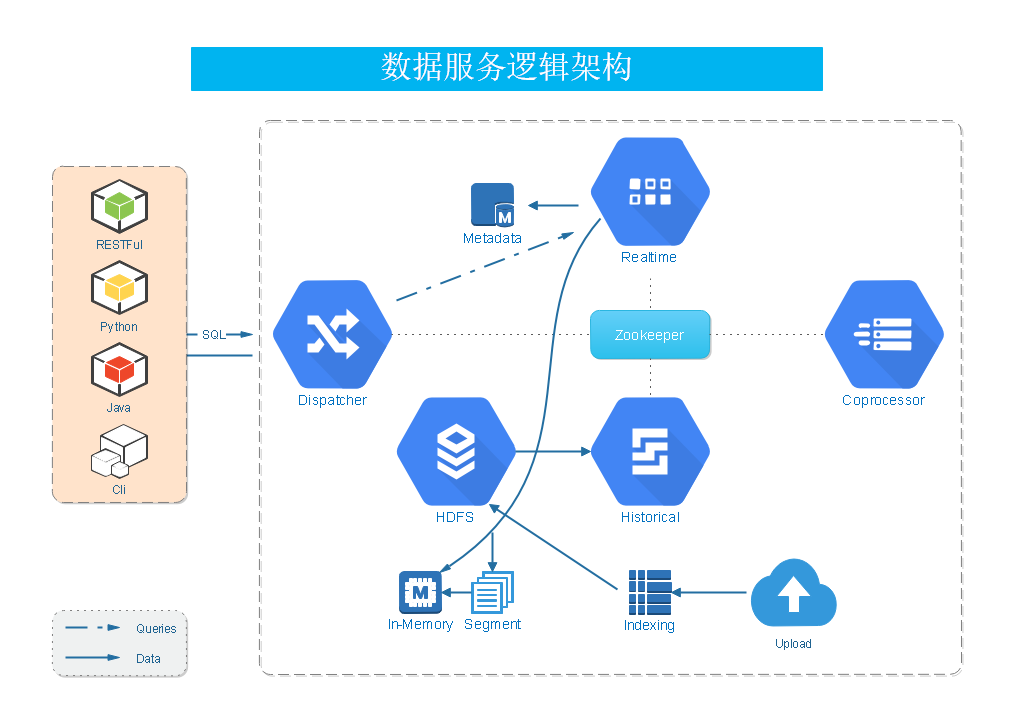 数据服务逻辑架构
RESTFul
Python
Java
Cli
SQL
Metadata
Realtime
Dispatcher
Zookeeper
Coprocessor
HDFS
Historical
In-Memory
Segment
Indexing
Upload
Queries
Data
M
M